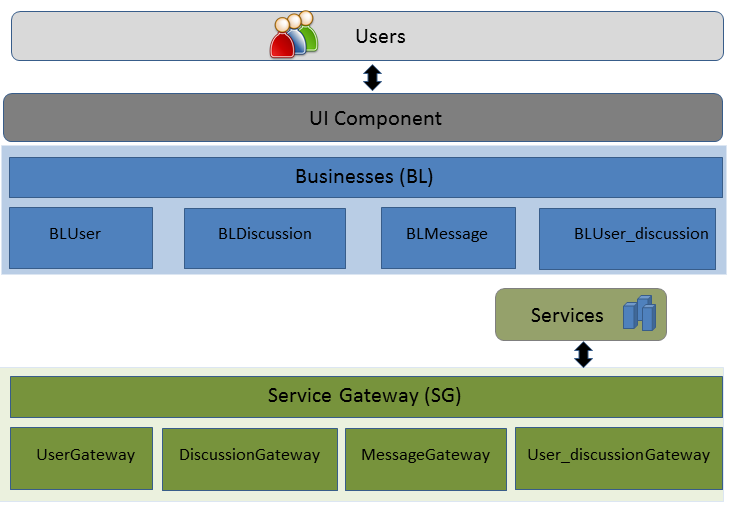 Users
UI Component
Businesses (BL)
BLUser
BLDiscussion
BLMessage
BLUser_discussion
Services
Service Gateway (SG)
UserGateway
DiscussionGateway
MessageGateway
User_discussionGateway